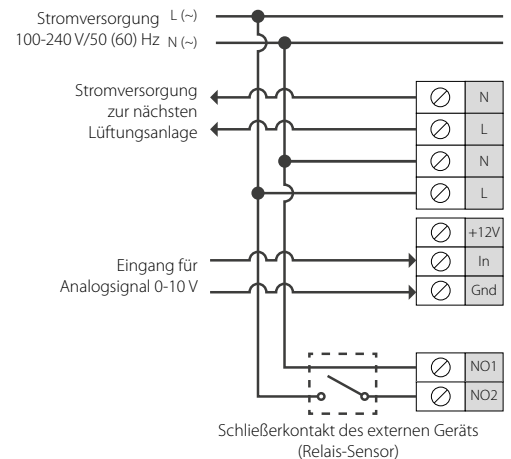 Stromversorgung L (~)
100-240 V/50 (60) Hz N (~)
Stromversorgung
zur nächsten
Lüftungsanlage
N
L
N
L
+12V
In
Gnd
Eingang für
Analogsignal 0-10 V
NO1
NO2
Schließerkontakt des externen Geräts
(Relais-Sensor)